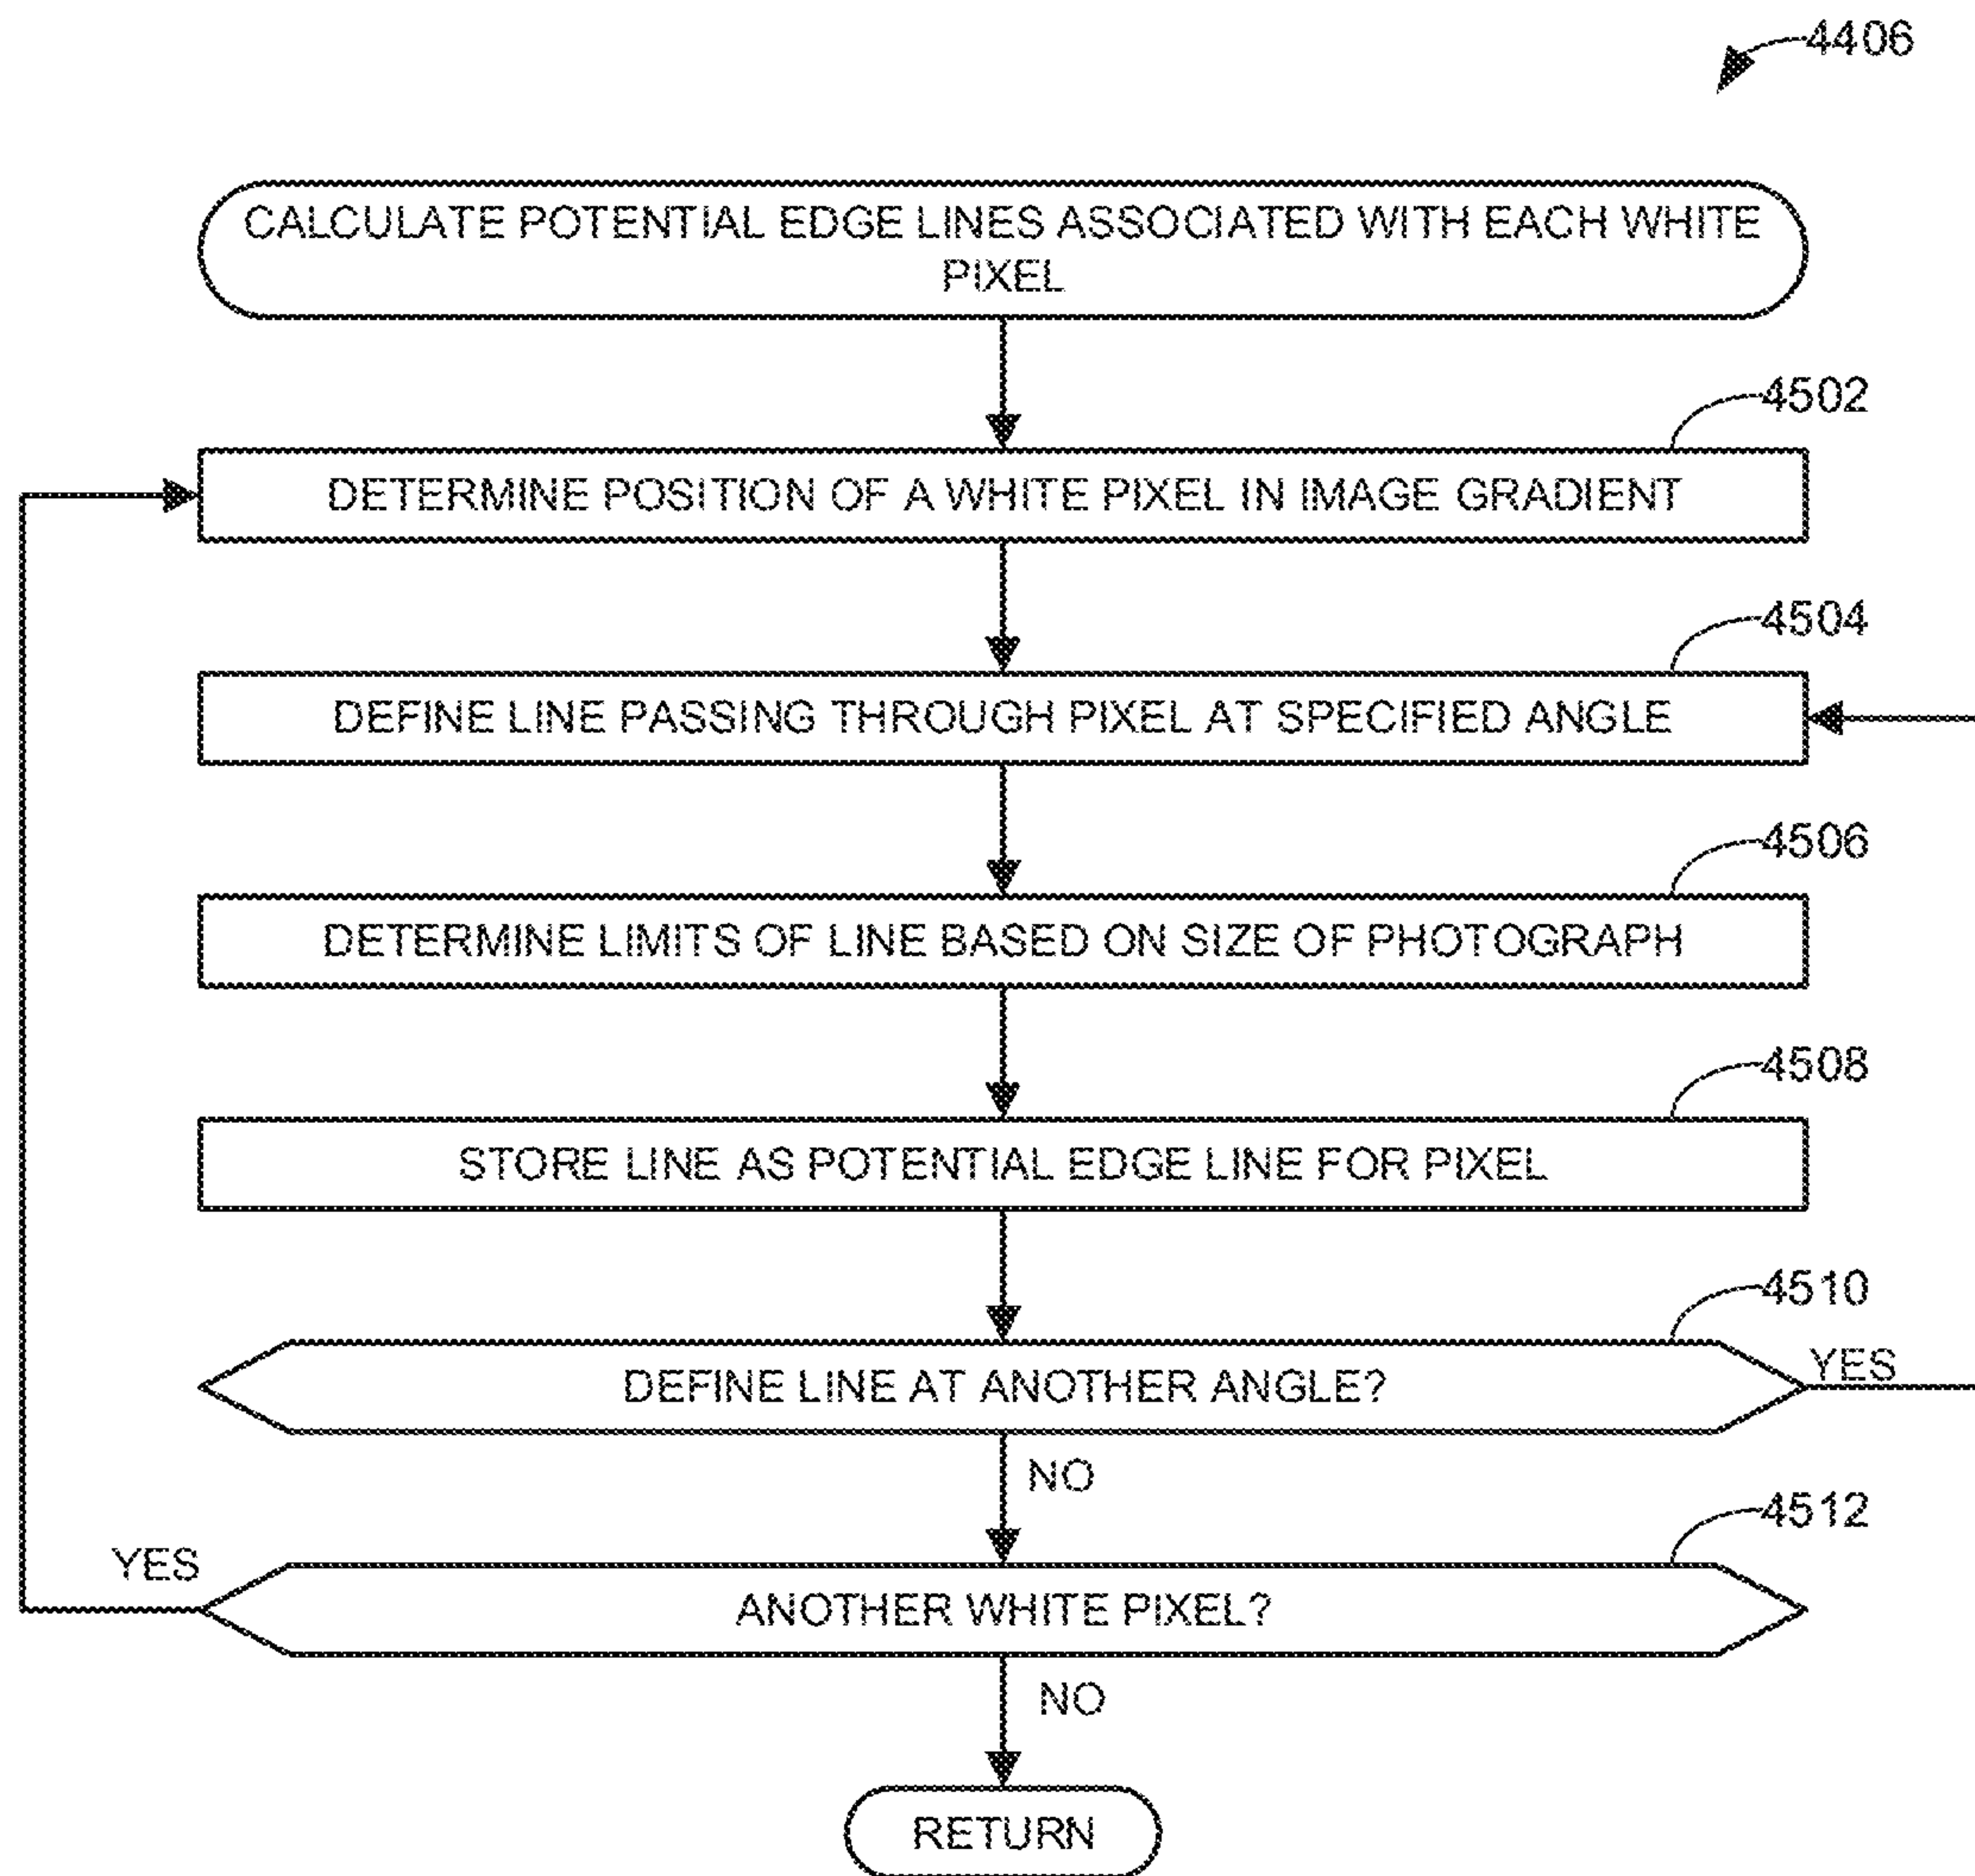 4406
CALCULATE POTENTIAL EDGE LINES ASSOCIATED WITH EACH WHITE
PIXEL
4502
DETERMINE POSITION OF A WHITE PIXEL IN IMAGE GRADIENT
4504
DEFINE LINE PASSING THROUGH PIXEL AT SPECIFIED ANGLE
4506
DETERMINE LIMITS OF LINE BASED ON SIZE OF PHOTOGRAPH
4508
STORE LINE AS POTENTIAL EDGE LINE FOR PIXEL
4510
DEFINE LINE AT ANOTHER ANGLE?
YES
NO
4512
YES
ANOTHER WHITE PIXEL?
NO
RETURN